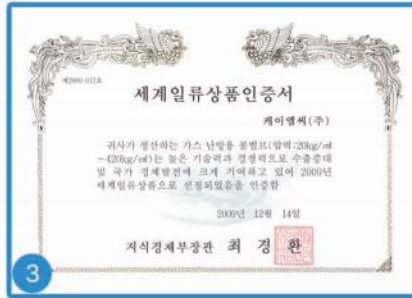 세계일류상품인증서
케이엠씨(주)
귀사가 생산하는 가스 난방용 볼밸브(압력:20kg/㎠
~420kg/㎠)는 높은 기술력과 경쟁력으로 수출증대
및 국가 경제발전에 크게 기여하고 있어 2009년
세계일류상품으로 선정되었음을 인증함
2009년 12월 14일
지식경제부장관 최 경 환
3